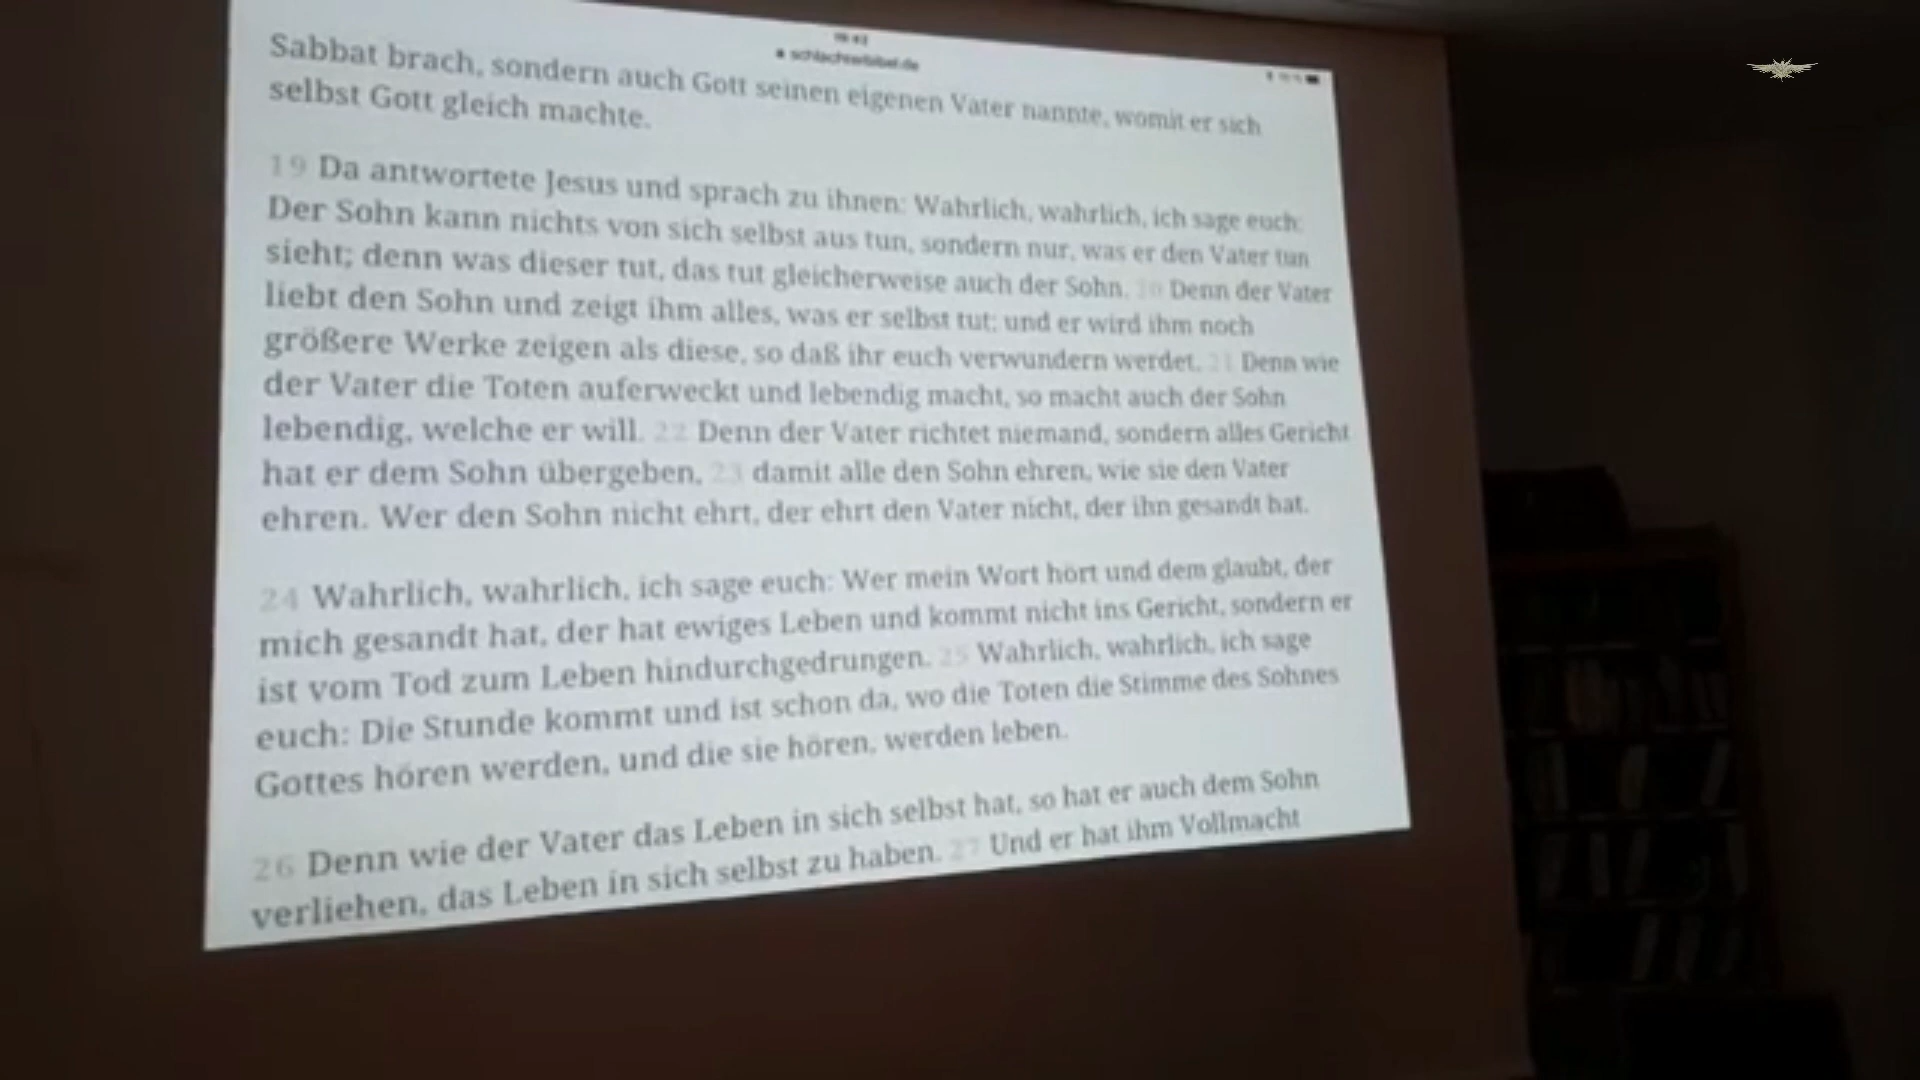 schlachterbibel.de
Sabbat brach, sondern auch Gott seinen eigenen Vater nannte, womit er sich
selbst Gott gleich machte.
19 Da antwortete Jesus und sprach zu ihnen: Wahrlich, wahrlich, ich sage euch:
Der Sohn kann nichts von sich selbst aus tun, sondern nur, was er den Vater tun
sieht; denn was dieser tut, das tut gleicherweise auch der Sohn. 20 Denn der Vater
liebt den Sohn und zeigt ihm alles, was er selbst tut; und er wird ihm noch
größere Werke zeigen als diese, so daß ihr euch verwundern werdet. 21 Denn wie
der Vater die Toten auferweckt und lebendig macht, so macht auch der Sohn
lebendig, welche er will. 22 Denn der Vater richtet niemand, sondern alles Gericht
hat er dem Sohn übergeben, 23 damit alle den Sohn ehren, wie sie den Vater
ehren. Wer den Sohn nicht ehrt, der ehrt den Vater nicht, der ihn gesandt hat.
24 Wahrlich, wahrlich, ich sage euch: Wer mein Wort hört und dem glaubt, der
mich gesandt hat, der hat ewiges Leben und kommt nicht ins Gericht, sondern er
ist vom Tod zum Leben hindurchgedrungen. 25 Wahrlich, wahrlich, ich sage
euch: Die Stunde kommt und ist schon da, wo die Toten die Stimme des Sohnes
Gottes hören werden, und die sie hören, werden leben.
26 Denn wie der Vater das Leben in sich selbst hat, so hat er auch dem Sohn
verliehen, das Leben in sich selbst zu haben. 27 Und er hat ihm Vollmacht